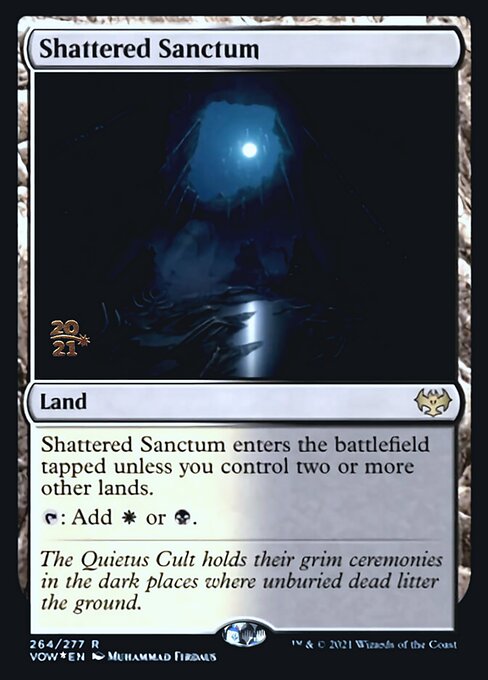 Shattered Sanctum
20
21
Land
Shattered Sanctum enters the battlefield
tapped unless you control two or more
other lands.
: Add or .
The Quietus Cult holds their grim ceremonies
in the dark places where unburied dead litter
the ground.
264/277 R
VOW★EN Muhammad Firdaus
™ & © 2021 Wizards of the Coast